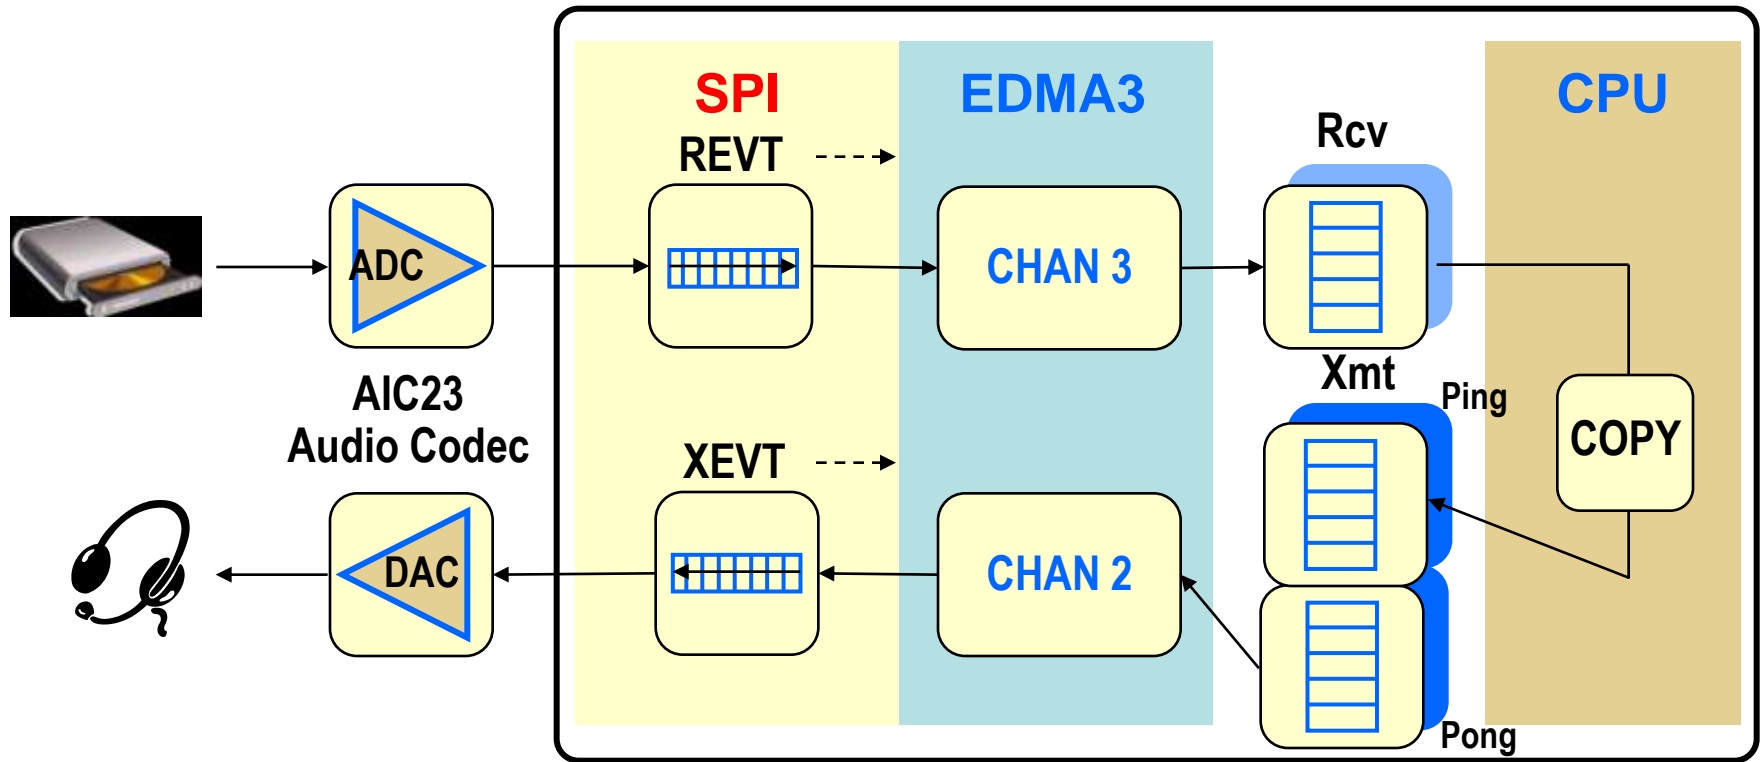 SPI
EDMA3
CPU
REVT
Rcv
ADC
CHAN 3
AIC23
Audio Codec
Xmt
Ping
COPY
XEVT
DAC
CHAN 2
Pong